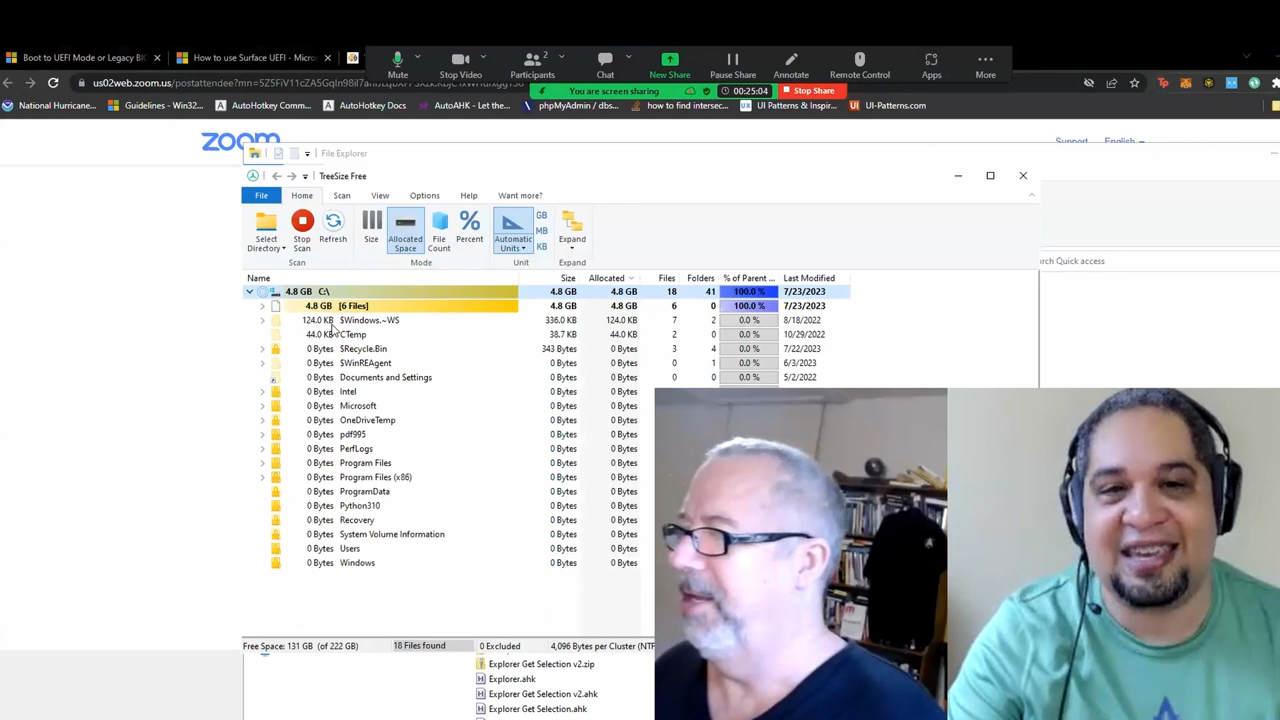 Mute
Stop Video
2
Participants
Chat
New Share
Pause Share
Annotate
Remote Control
Apps
More
Boot to UEFI Mode or Legacy BI
How to use Surface UEFI - Micros
You are screen sharing
00:25:04
Stop Share
us02web.zoom.us/postattendee?mn=
National Hurricane...
Guidelines - Win32...
AutoHotkey Comm...
AutoHotkey Docs
AutoAHK - Let the...
phpMyAdmin / dbs...
how to find intersec...
UI Patterns & Inspir...
UI-Patterns.com
zoom
Support
English
File Explorer
TreeSize Free
File
Home
Scan
View
Options
Help
Want more?
Select Directory
Stop Scan
Refresh
Size
Allocated Space
File Count
Percent
Automatic Units
GB
MB
KB
Expand
Scan
Mode
Unit
Expand
rch Quick access
Name Size Allocated Files Folders % of Parent ... Last Modified
4.8 GB C:\ 4.8 GB 4.8 GB 18 41 100.0 % 7/23/2023
4.8 GB [6 Files] 4.8 GB 4.8 GB 6 0 100.0 % 7/23/2023
124.0 KB $Windows.~WS 336.0 KB 124.0 KB 7 2 0.0 % 8/18/2022
44.0 KB CTemp 38.7 KB 44.0 KB 2 0 0.0 % 10/29/2022
0 Bytes $Recycle.Bin 343 Bytes 0 Bytes 3 4 0.0 % 7/22/2023
0 Bytes $WinREAgent 0 Bytes 0 Bytes 0 1 0.0 % 6/3/2023
0 Bytes Documents and Settings 0 Bytes 0 Bytes 0 0 0.0 % 5/2/2022
0 Bytes Intel 0 Bytes 0 Bytes
0 Bytes Microsoft 0 Bytes 0 Bytes
0 Bytes OneDriveTemp 0 Bytes 0 Bytes
0 Bytes pdf995 0 Bytes 0 Bytes
0 Bytes PerfLogs 0 Bytes 0 Bytes
0 Bytes Program Files 0 Bytes 0 Bytes
0 Bytes Program Files (x86) 0 Bytes 0 Bytes
0 Bytes ProgramData 0 Bytes 0 Bytes
0 Bytes Python310 0 Bytes 0 Bytes
0 Bytes Recovery 0 Bytes 0 Bytes
0 Bytes System Volume Information 0 Bytes 0 Bytes
0 Bytes Users 0 Bytes 0 Bytes
0 Bytes Windows 0 Bytes 0 Bytes
Free Space: 131 GB (of 222 GB) 18 Files found 0 Excluded 4,096 Bytes per Cluster (NTF
Explorer Get Selection v2.zip
Explorer.ahk
Explorer Get Selection v2.ahk
Explorer Get Selection.ahk